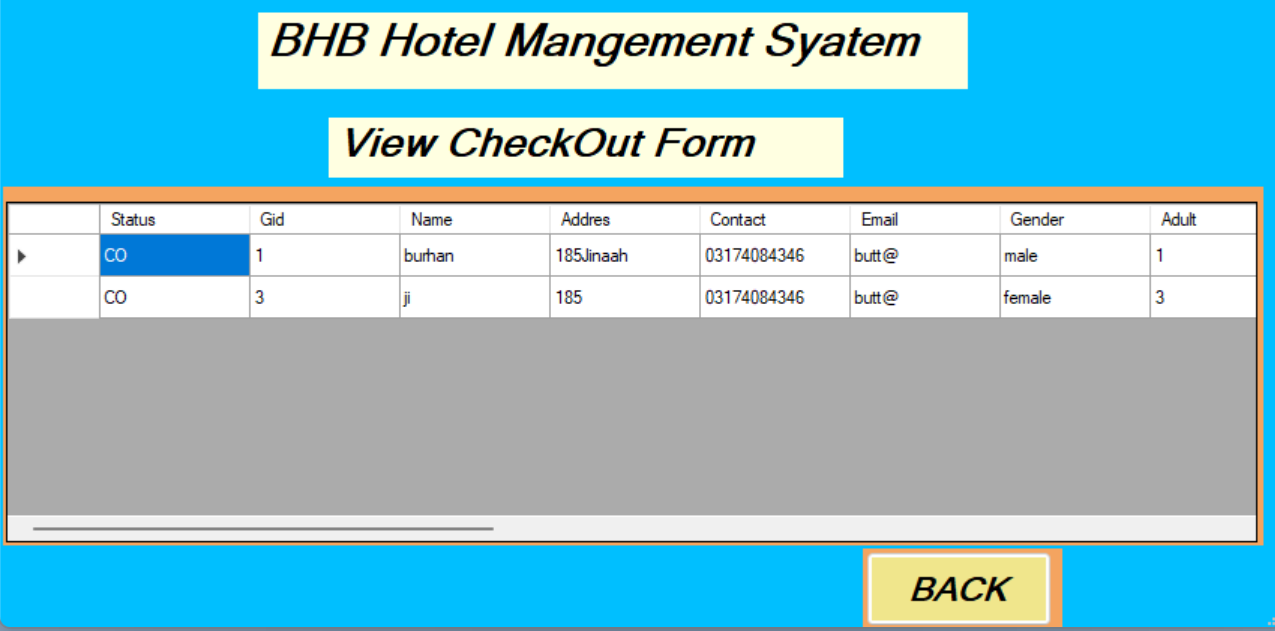 BHB Hotel Mangement Syatem
View CheckOut Form
Status Gid Name Addres Contact Email Gender Adult
CO 1 burhan 185Jinaah 03174084346 butt@ male 1
CO 3 ji 185 03174084346 butt@ female 3
BACK